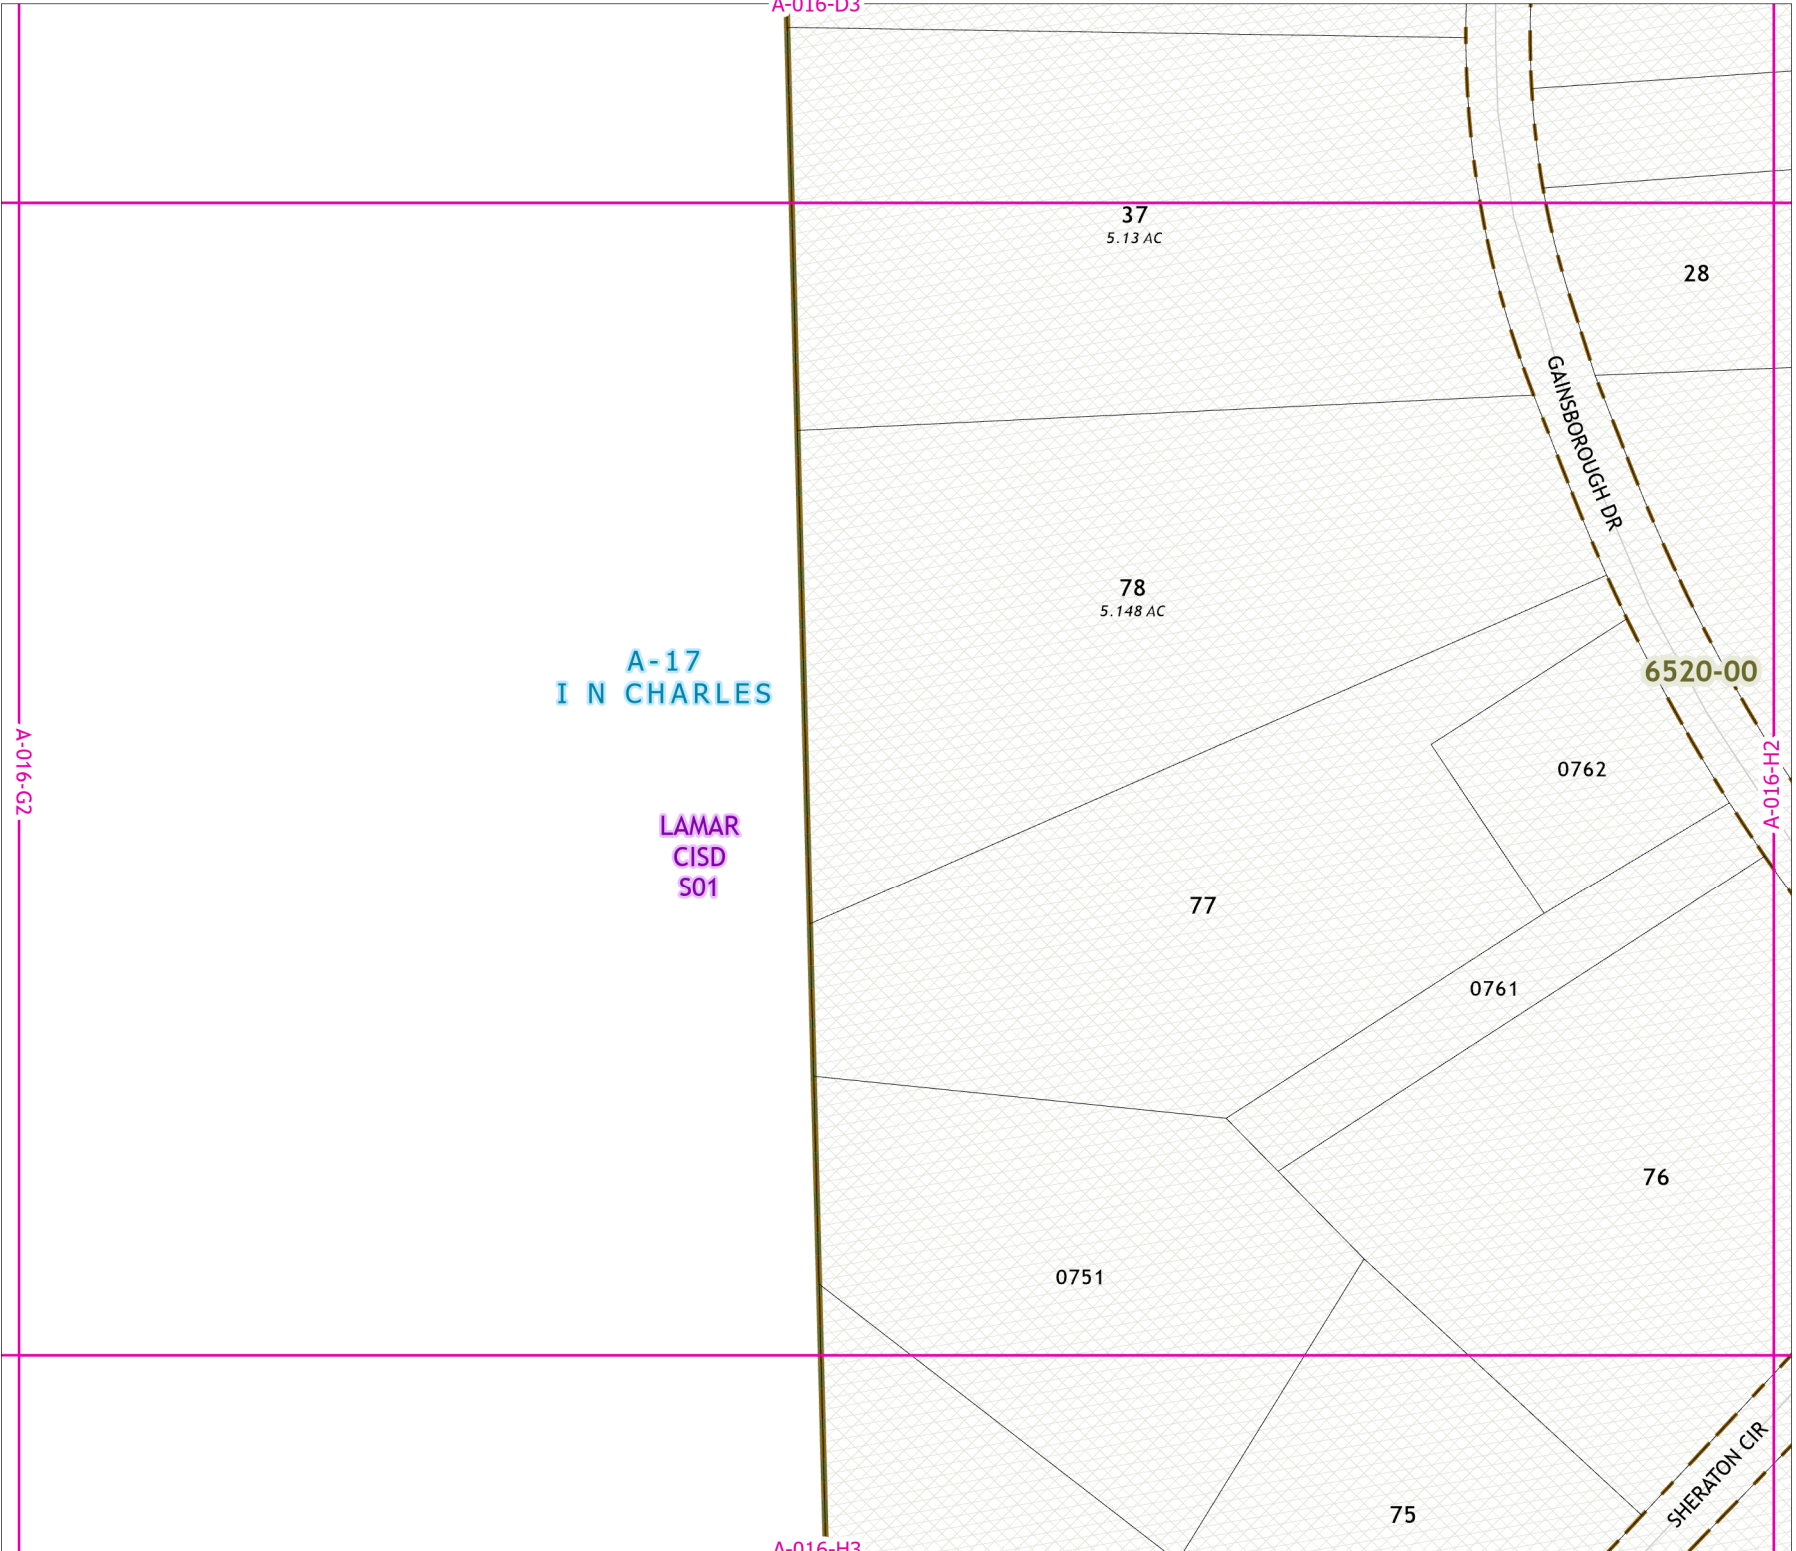 A-016-D3
37
5.13 AC
28
GAINSBOROUGH DR
78
5.148 AC
A-17
I N CHARLES
6520-00
A-016-G2
A-016-H2
0762
LAMAR
CISD
S01
77
0761
76
0751
SHERATON CIR
75
A-016-H3